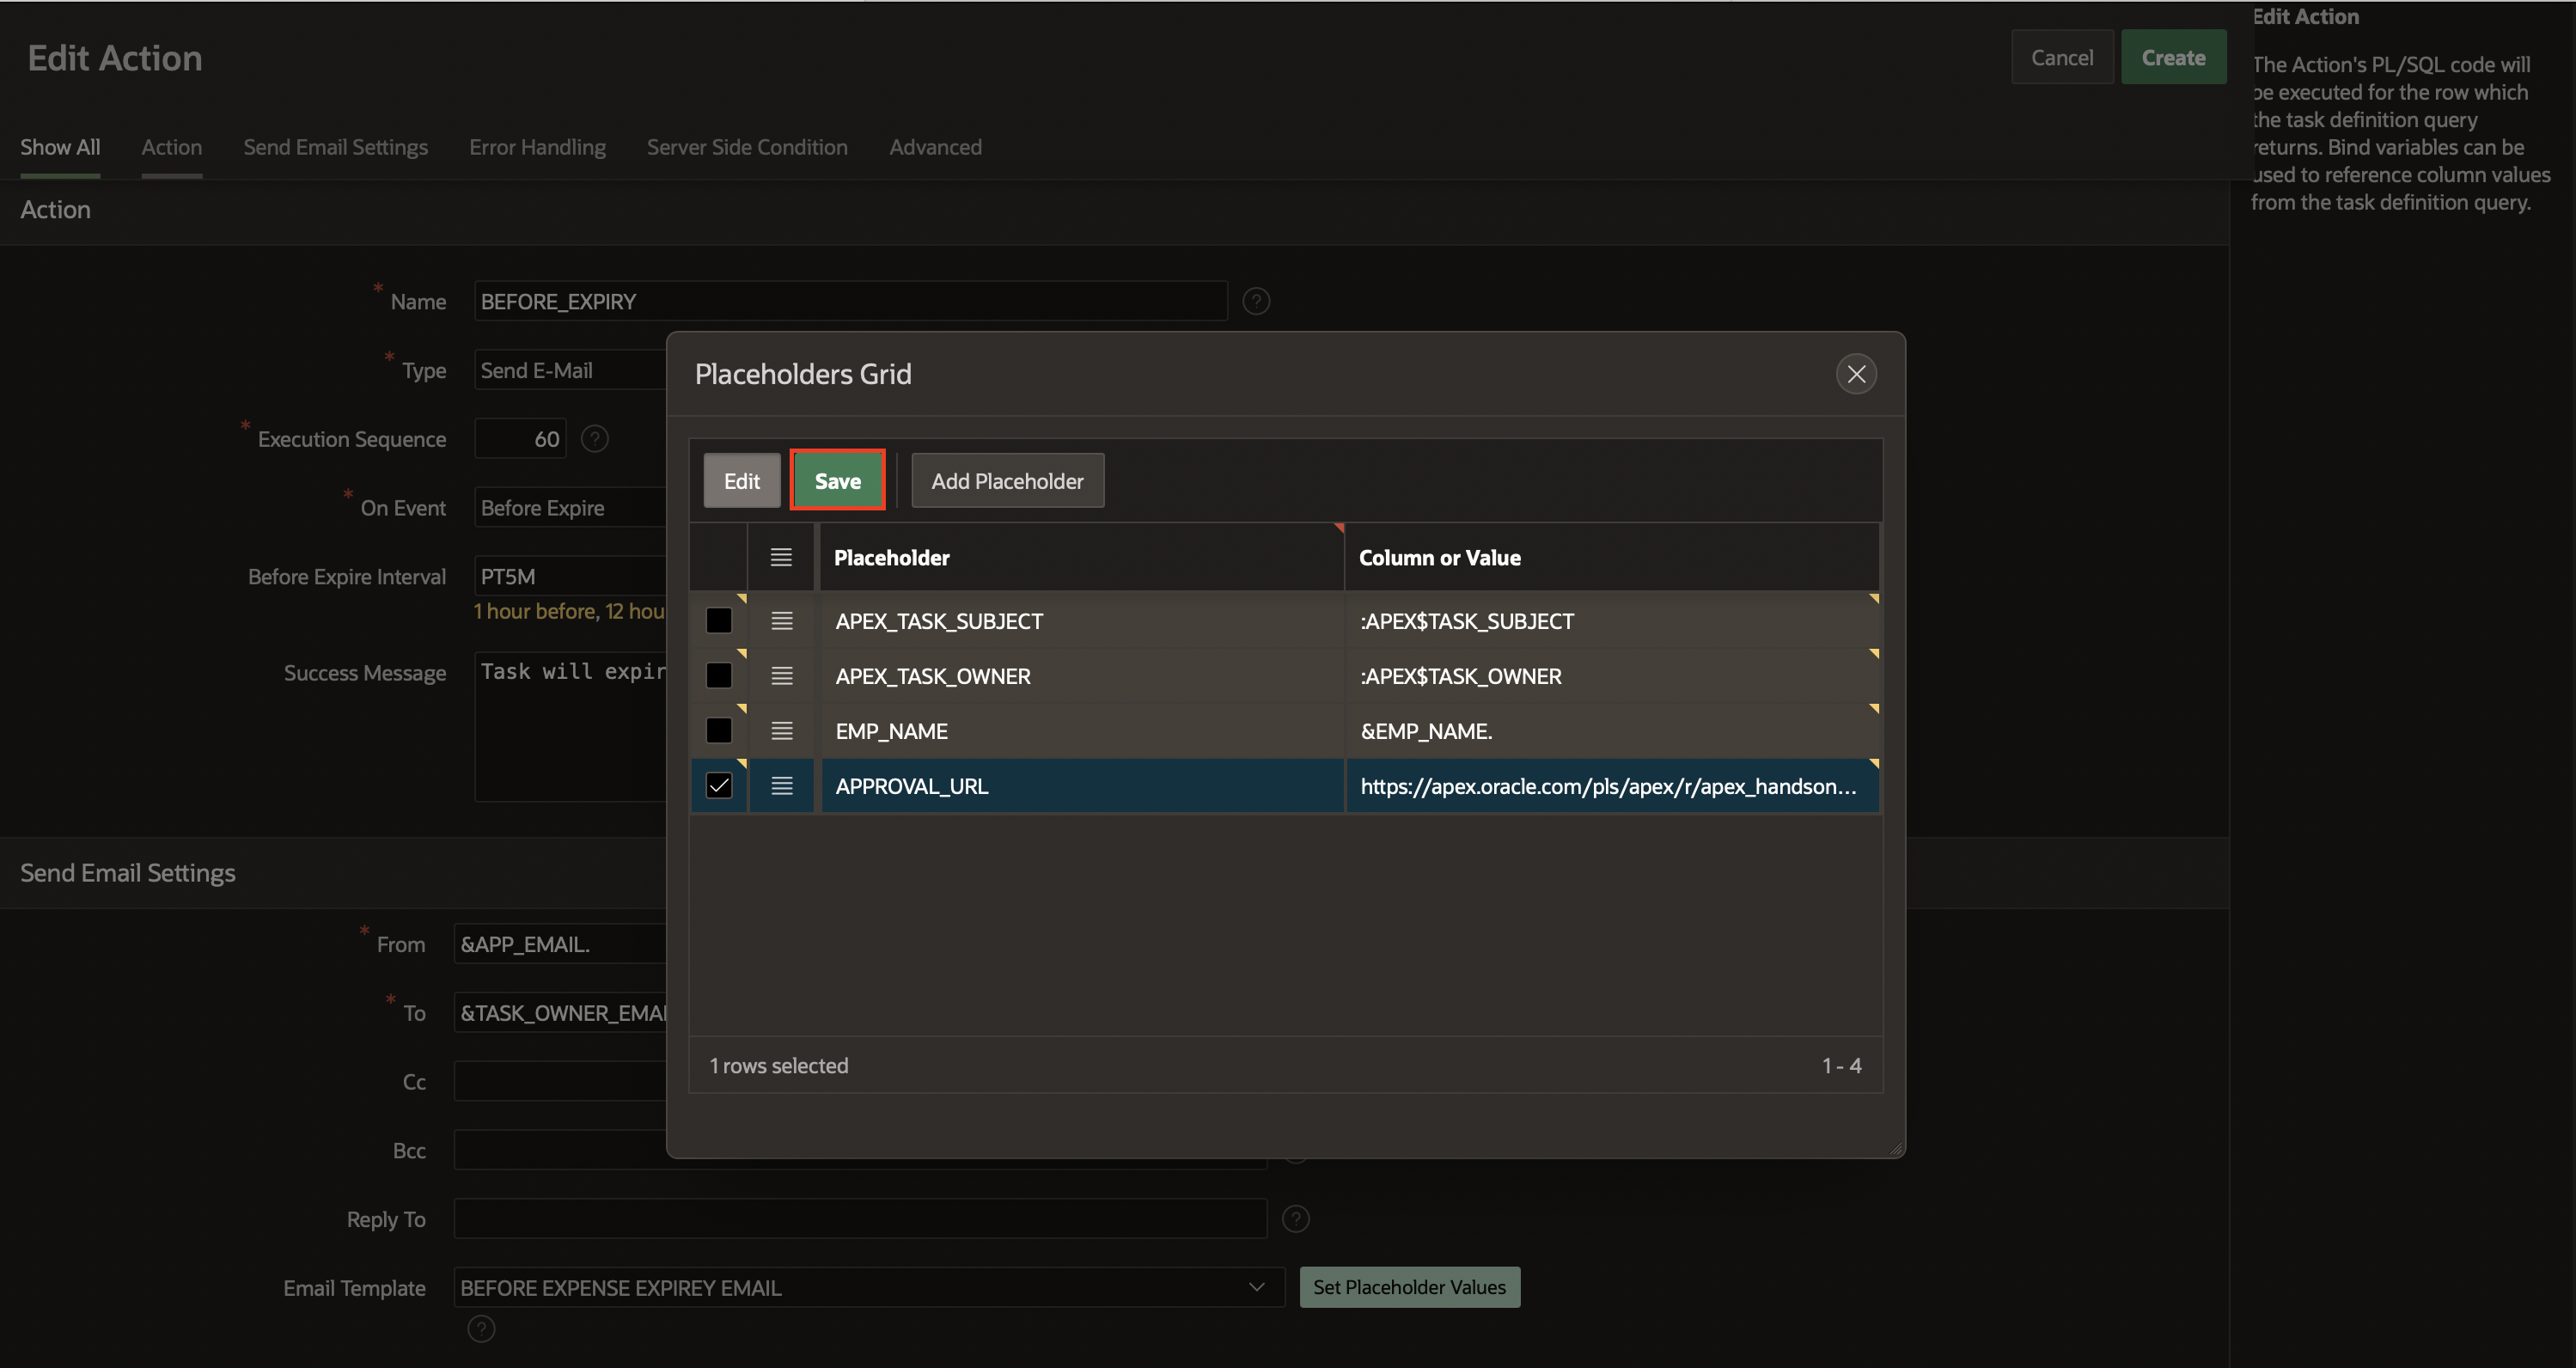 Edit Action
Cancel
Create
Show All
Action
Send Email Settings
Error Handling
Server Side Condition
Advanced
Action
* Name
BEFORE_EXPIRY
?
* Type
Send E-Mail
* Execution Sequence
60
?
* On Event
Before Expire
Before Expire Interval
PT5M
1 hour before, 12 hou
Success Message
Task will expir
Placeholders Grid
Edit
Save
Add Placeholder
Placeholder
Column or Value
APEX_TASK_SUBJECT
:APEX$TASK_SUBJECT
APEX_TASK_OWNER
:APEX$TASK_OWNER
EMP_NAME
&EMP_NAME.
APPROVAL_URL
https://apex.oracle.com/pls/apex/r/apex_handson...
1 rows selected
1 - 4
Send Email Settings
* From
&APP_EMAIL.
* To
&TASK_OWNER_EMAI
Cc
Bcc
Reply To
?
Email Template
BEFORE EXPENSE EXPIREY EMAIL
Set Placeholder Values
?
Edit Action
The Action's PL/SQL code will
be executed for the row which
the task definition query
returns. Bind variables can be
used to reference column values
from the task definition query.